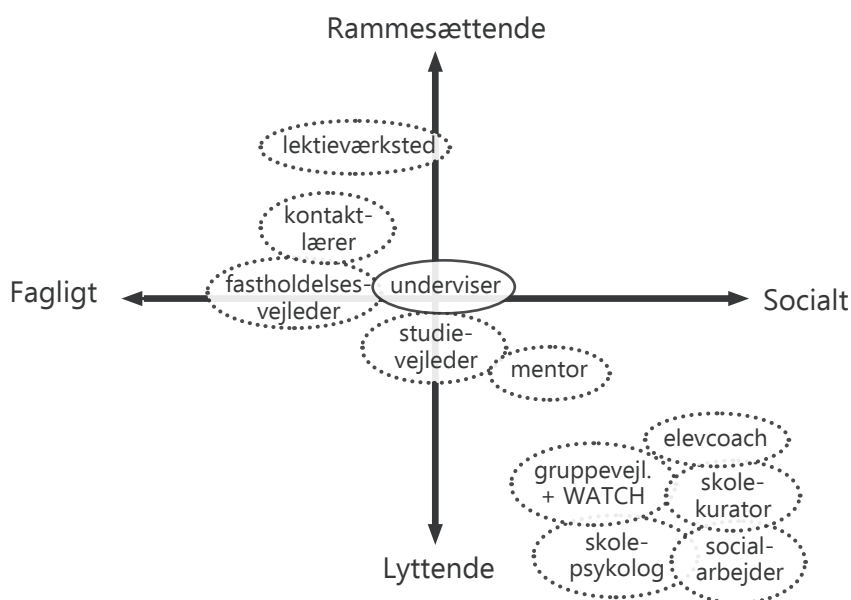 Rammesættende
lektieværksted
kontakt-
lærer
Fagligt
fastholdelses-
vejleder
underviser
Socialt
studie-
vejleder
mentor
elevcoach
gruppevejl.
+ WATCH
skole-
kurator
Lyttende
skole-
psykolog
social-
arbejder